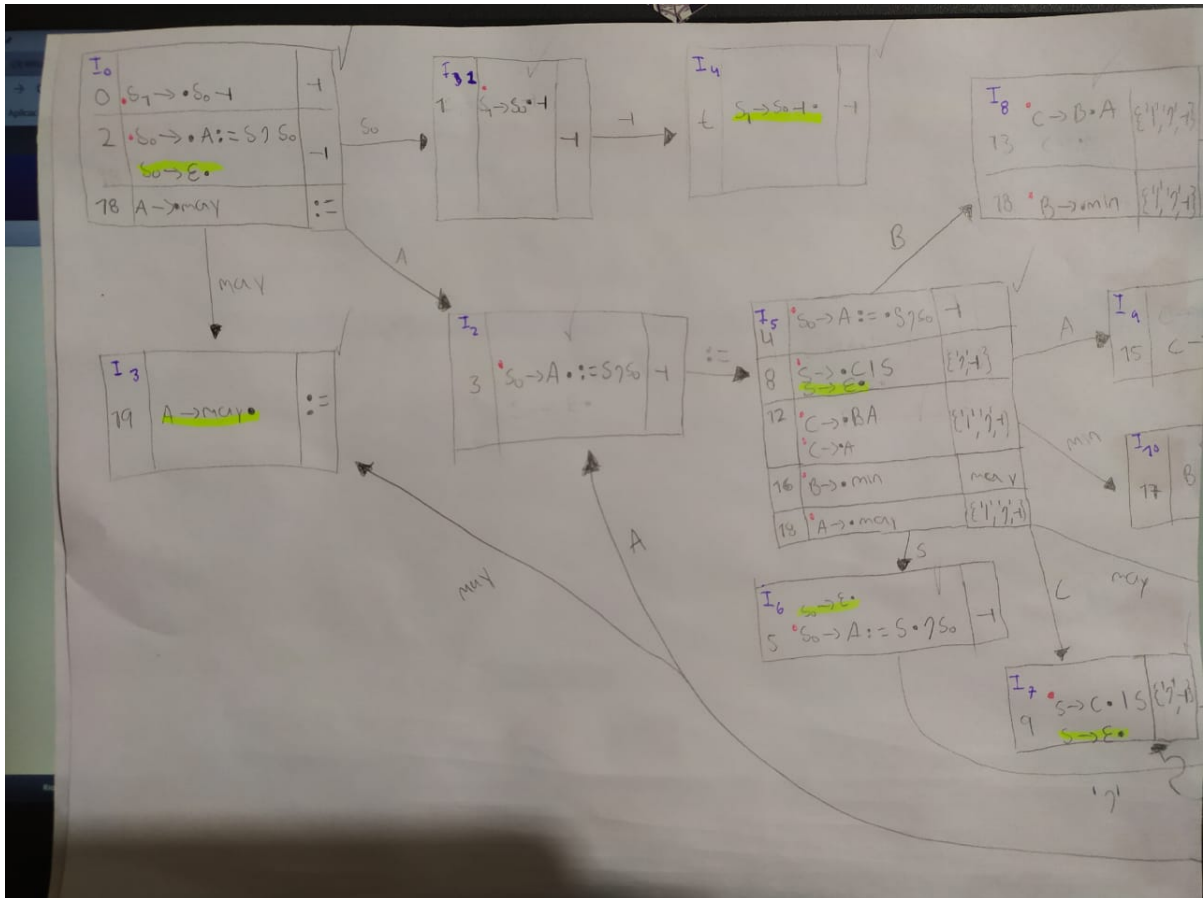 I0
0 S1 → •S0 ⊣ ⊣
2 S0 → •A:= S ) S0 ⊣
S0 → ε•
18 A → •may :=
S0
I1
1 S1 → S0 • ⊣ ⊣
⊣
I4
t S1 → S0 ⊣ • ⊣
I8
13 C → B•A
18 B → •min
may
A
B
I3
19 A → may• :=
I2
3 S0 → A•:= S ) S0 ⊣
:=
I5
4 S0 → A:= •S ) S0 ⊣
8 S → •C | S
S → ε•
12 C → •BA
C → •A
16 B → •min may
18 A → •may
A
I9
15 C →
min
I10
17 B
S
C
may
may
A
I6
S0 → ε•
5 S0 → A:= S • ) S0 ⊣
I7
9 S → C• | S
S → ε•
')'